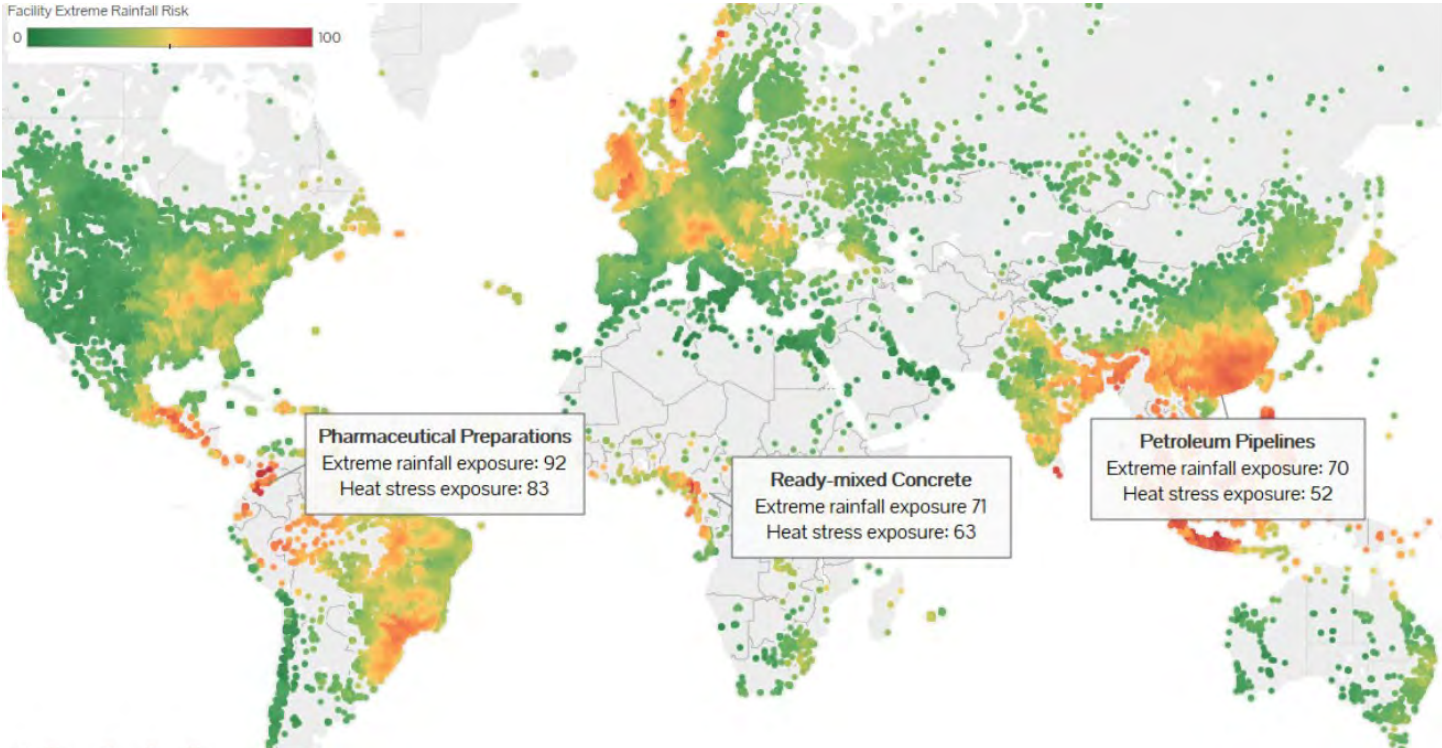 Facility Extreme Rainfall Risk
0 100
Pharmaceutical Preparations
Extreme rainfall exposure: 92
Heat stress exposure: 83
Ready-mixed Concrete
Extreme rainfall exposure 71
Heat stress exposure: 63
Petroleum Pipelines
Extreme rainfall exposure: 70
Heat stress exposure: 52